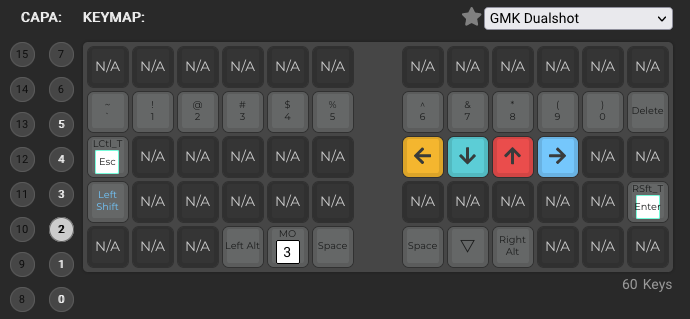 CAPA: KEYMAP: GMK Dualshot
15 7 N/A N/A N/A N/A N/A N/A N/A N/A N/A N/A N/A N/A
14 6
~ ! @ # $ % ^ & * ( ) Delete
13 5 ` 1 2 3 4 5 6 7 8 9 0
LCtl_T
12 4 Esc N/A N/A N/A N/A N/A ← ↓ ↑ → N/A N/A
11 3 Left Shift N/A N/A N/A N/A N/A N/A N/A N/A N/A N/A RSft_T
Enter
10 2 N/A N/A N/A Left Alt MO Space Space ▽ Right Alt N/A N/A N/A
3
9 1
8 0
60 Keys